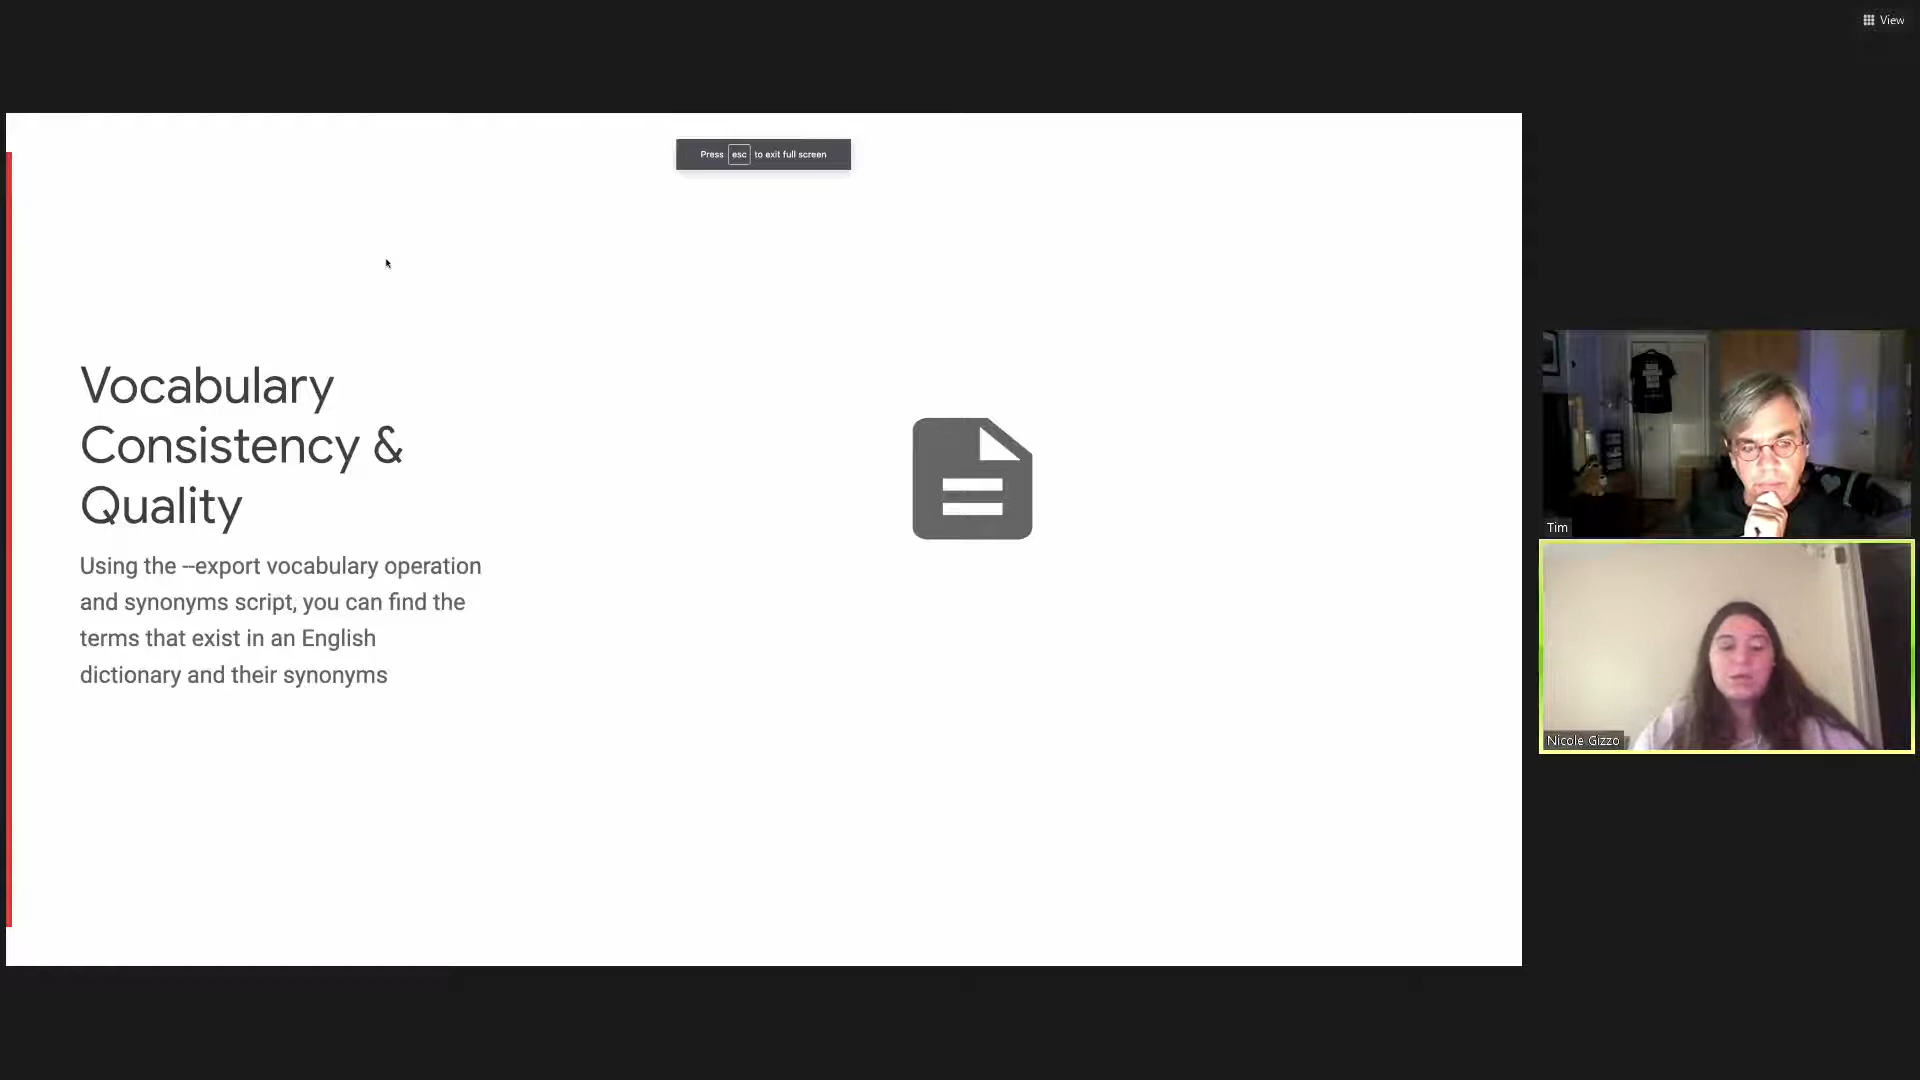 View
Press esc to exit full screen
Vocabulary
Consistency &
Quality
Using the --export vocabulary operation
and synonyms script, you can find the
terms that exist in an English
dictionary and their synonyms
Tim
Nicole Gizzo